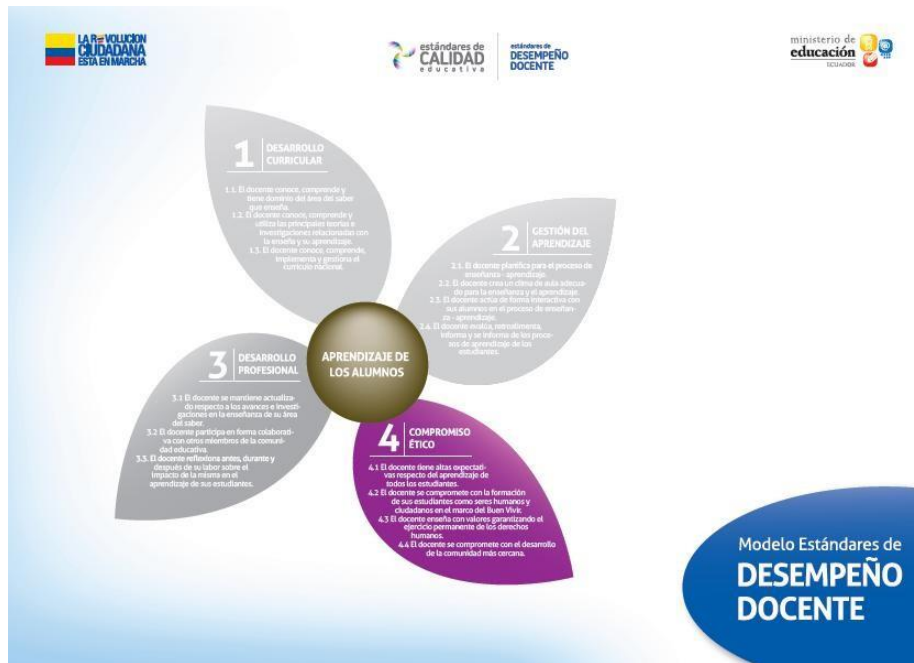 LA REVOLUCION
CIUDADANA
ESTA EN MARCHA
estándares de
CALIDAD
educativa
estándares de
DESEMPEÑO
DOCENTE
ministerio de
educación
ECUADOR
1
DESARROLLO
CURRICULAR
1.1. El docente conoce, comprende y
tiene dominio del área del saber
que enseña.
1.2. El docente conoce, comprende y
utiliza las principales teorías e
investigaciones relacionadas con
la enseña y su aprendizaje.
1.3. El docente conoce, comprende,
implementa y gestiona el
currículo nacional.
2
GESTIÓN DEL
APRENDIZAJE
2.1. El docente planifica para el proceso de
enseñanza - aprendizaje.
2.2. El docente crea un clima de aula adecua-
do para la enseñanza y el aprendizaje.
2.3. El docente actúa de forma interactiva con
sus alumnos en el proceso de enseñan-
za - aprendizaje.
2.4. El docente evalúa, retroalimenta,
informa y se informa de los proce-
sos de aprendizaje de los
estudiantes.
APRENDIZAJE DE
LOS ALUMNOS
3
DESARROLLO
PROFESIONAL
3.1 El docente se mantiene actualiza-
do respecto a los avances e investi-
gaciones en la enseñanza de su área
del saber.
3.2 El docente participa en forma colaborati-
va con otros miembros de la comuni-
dad educativa.
3.3. El docente reflexiona antes, durante y
después de su labor sobre el
impacto de la misma en el
aprendizaje de sus estudiantes.
4
COMPROMISO
ÉTICO
4.1 El docente tiene altas expectati-
vas respecto del aprendizaje de
todos los estudiantes.
4.2 El docente se compromete con la formación
de sus estudiantes como seres humanos y
ciudadanos en el marco del Buen Vivir.
4.3 El docente enseña con valores garantizando el
ejercicio permanente de los derechos
humanos.
4.4 El docente se compromete con el desarrollo
de la comunidad más cercana.
Modelo Estándares de
DESEMPEÑO
DOCENTE